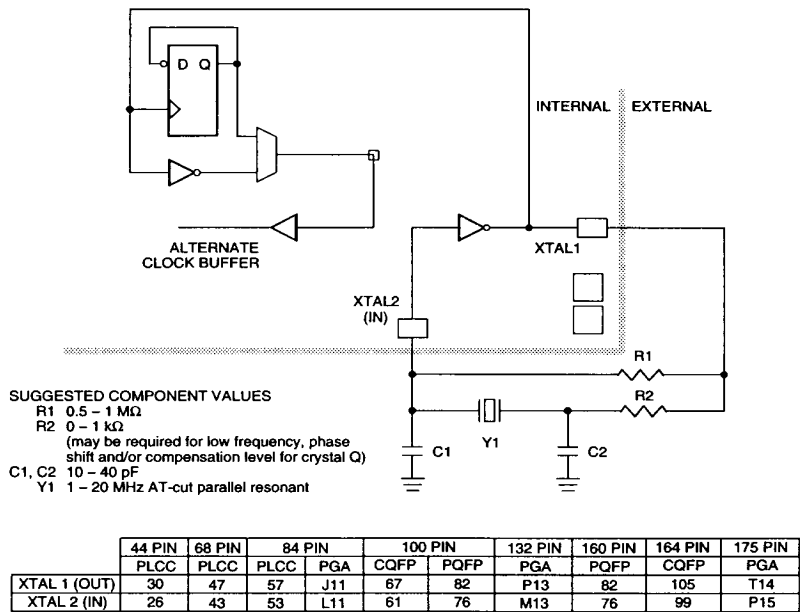 D Q
INTERNAL EXTERNAL
ALTERNATE
CLOCK BUFFER
XTAL1
XTAL2
(IN)
R1
R2
Y1
C1
C2
SUGGESTED COMPONENT VALUES
R1 0.5 – 1 MΩ
R2 0 – 1 kΩ
(may be required for low frequency, phase
shift and/or compensation level for crystal Q)
C1, C2 10 – 40 pF
Y1 1 – 20 MHz AT-cut parallel resonant
44 PIN 68 PIN 84 PIN 100 PIN 132 PIN 160 PIN 164 PIN 175 PIN
PLCC PLCC PLCC PGA CQFP PQFP PGA PQFP CQFP PGA
XTAL 1 (OUT) 30 47 57 J11 67 82 P13 82 105 T14
XTAL 2 (IN) 26 43 53 L11 61 76 M13 76 99 P15